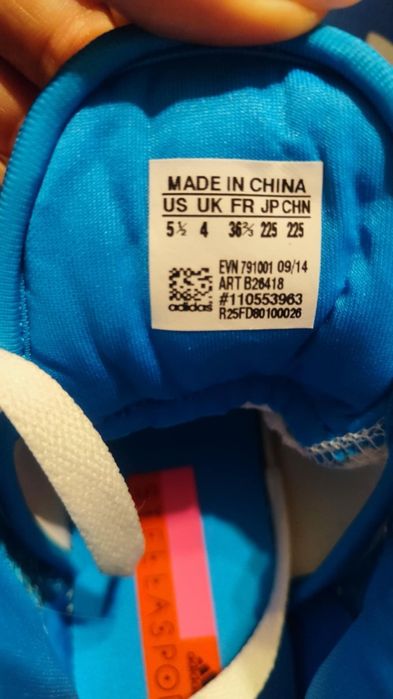 MADE IN CHINA
US UK FR JP CHN
5½ 4 36⅔ 225 225
EVN 791001 09/14
ART B26418
#110553963
adidas R25FD80100026
ELLASPO